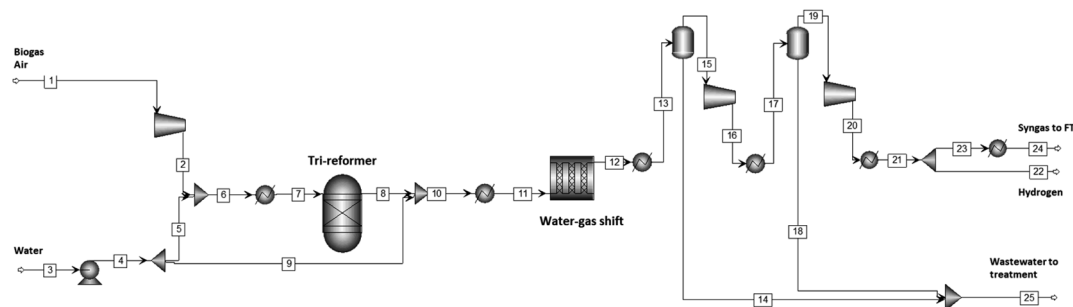 Biogas
Air
1
2
Water
3
4
5
6
7
Tri-reformer
8
9
10
11
Water-gas shift
12
13
14
15
16
17
18
19
20
21
23
24
22
Syngas to FT
Hydrogen
Wastewater to
treatment
25